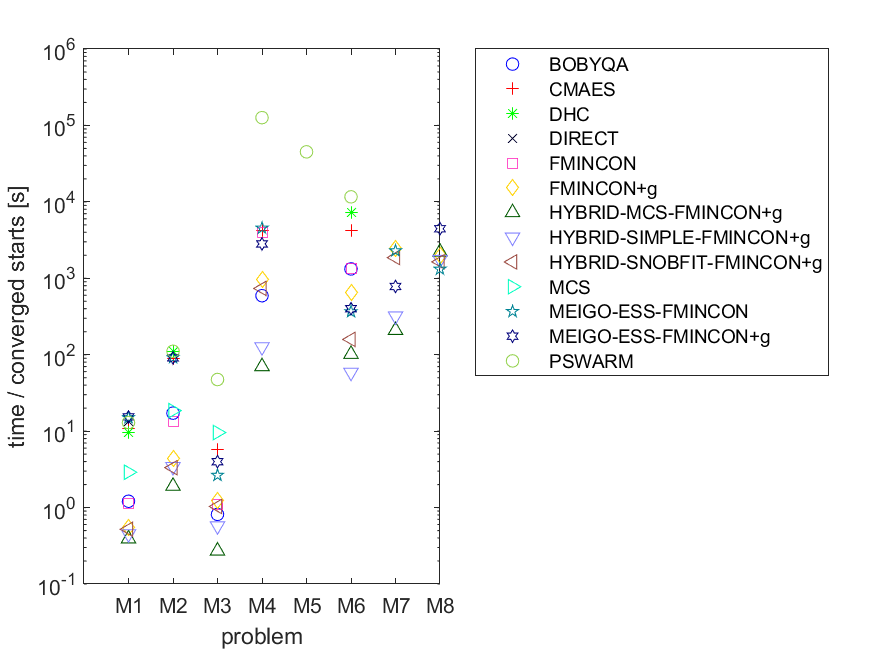 10^6
10^5
10^4
10^3
10^2
10^1
10^0
10^-1
time / converged starts [s]
M1 M2 M3 M4 M5 M6 M7 M8
problem
BOBYQA
CMAES
DHC
DIRECT
FMINCON
FMINCON+g
HYBRID-MCS-FMINCON+g
HYBRID-SIMPLE-FMINCON+g
HYBRID-SNOBFIT-FMINCON+g
MCS
MEIGO-ESS-FMINCON
MEIGO-ESS-FMINCON+g
PSWARM